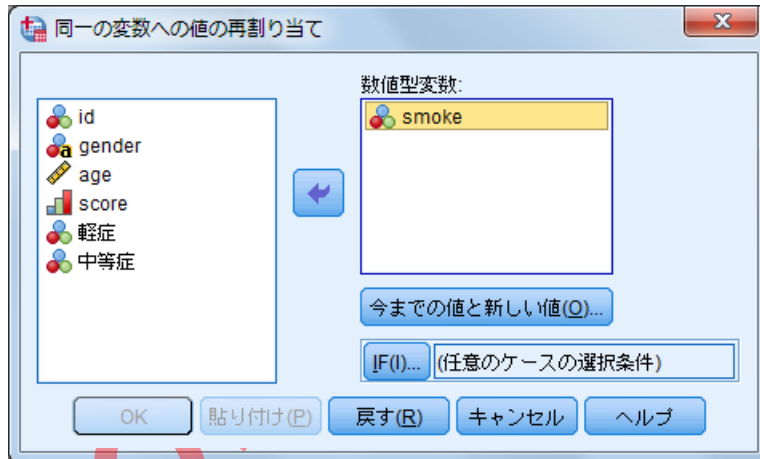 同一の変数への値の再割り当て
数値型変数:
id
gender
age
score
軽症
中等症
smoke
今までの値と新しい値(O)...
IF(I)... (任意のケースの選択条件)
OK 貼り付け(P) 戻す(R) キャンセル ヘルプ